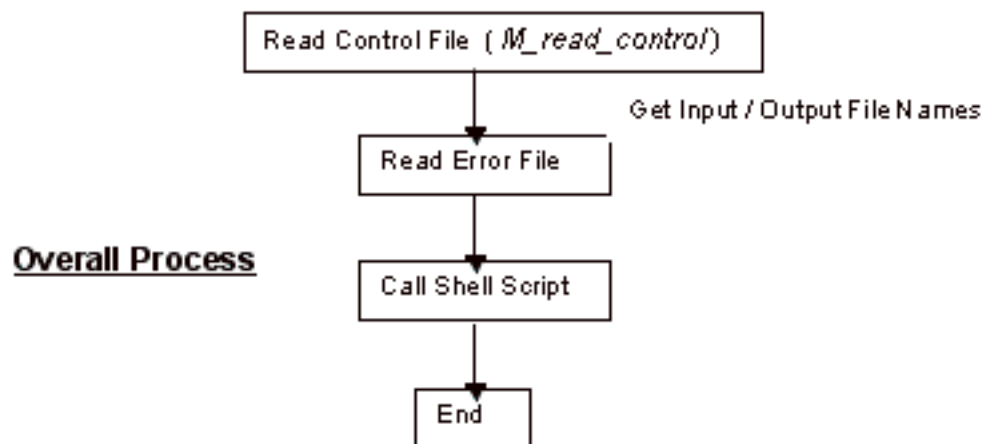 Read Control File ( M_read_control)
Get Input / Output File Names
Read Error File
Overall Process
Call Shell Script
End